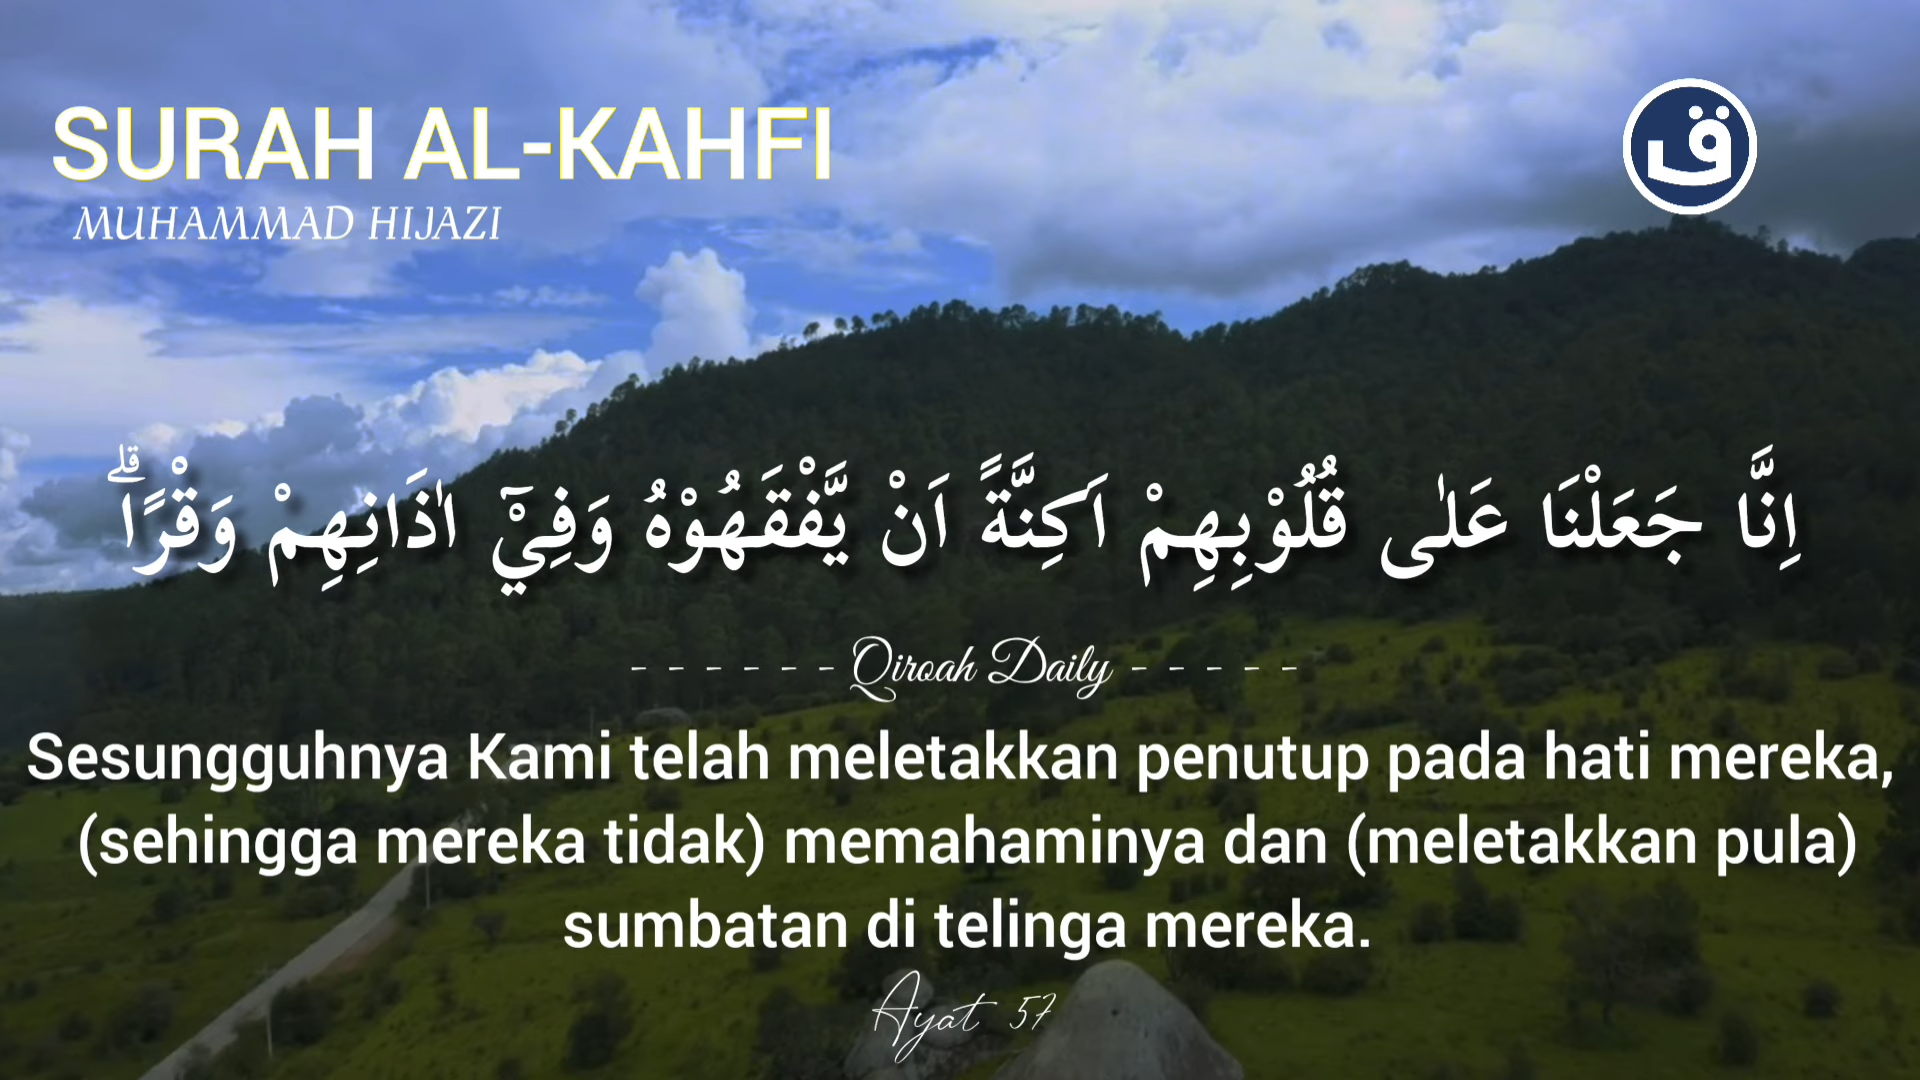 SURAH AL-KAHFI
MUHAMMAD HIJAZI
ق
اِنَّا جَعَلْنَا عَلٰى قُلُوْبِهِمْ اَكِنَّةً اَنْ يَّفْقَهُوْهُ وَفِيْٓ اٰذَانِهِمْ وَقْرًاۗ
- - - - - - Qiroah Daily - - - - -
Sesungguhnya Kami telah meletakkan penutup pada hati mereka,
(sehingga mereka tidak) memahaminya dan (meletakkan pula)
sumbatan di telinga mereka.
Ayat 57